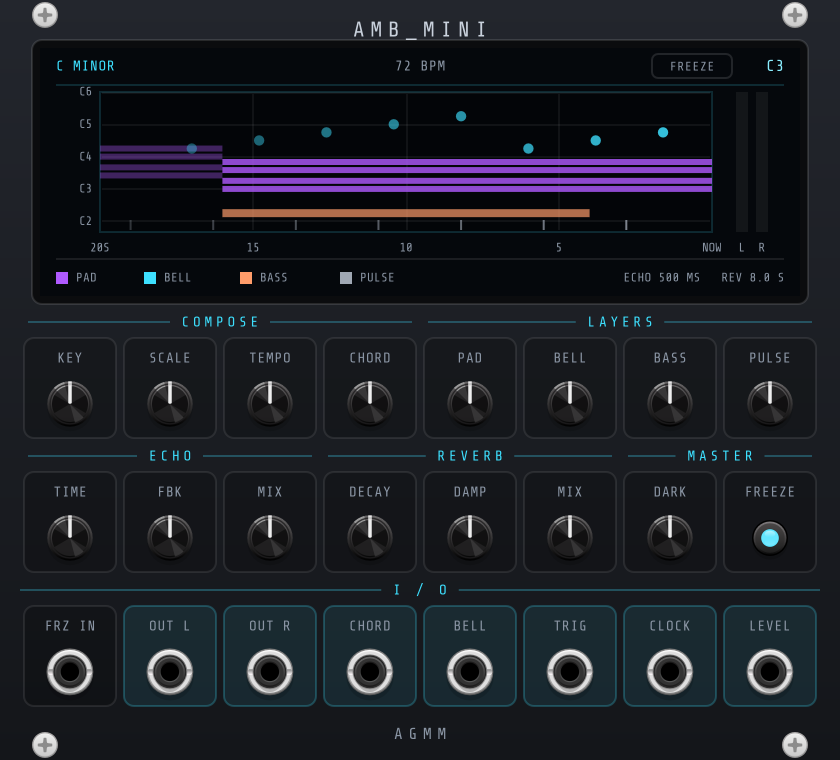 AMB_MINI
C MINOR 72 BPM FREEZE C3
C6
C5
C4
C3
C2
20S 15 10 5 NOW L R
PAD BELL BASS PULSE ECHO 500 MS REV 8.0 S
COMPOSE LAYERS
KEY SCALE TEMPO CHORD PAD BELL BASS PULSE
ECHO REVERB MASTER
TIME FBK MIX DECAY DAMP MIX DARK FREEZE
I / O
FRZ IN OUT L OUT R CHORD BELL TRIG CLOCK LEVEL
AGMM